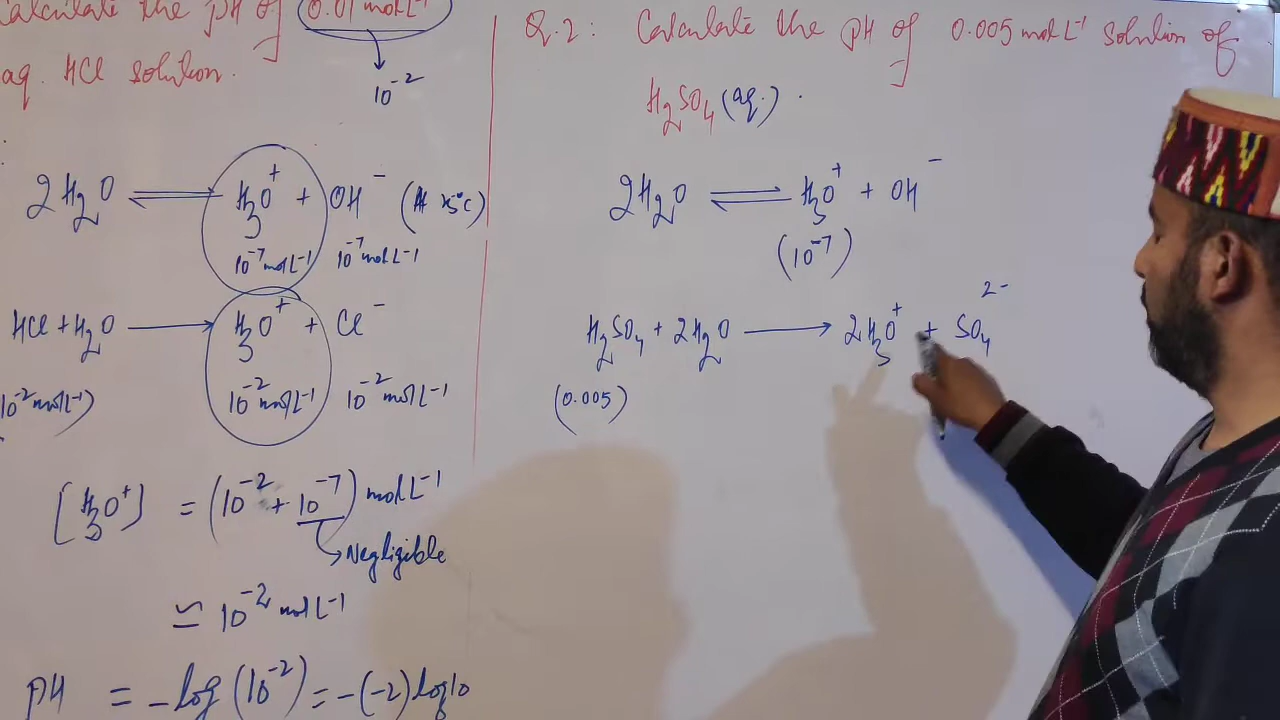 Calculate the pH of 0.01 mol L⁻¹
aq. HCl solution.
10⁻²
2H₂O ⇌ H₃O⁺ + OH⁻ (At 25°C)
10⁻⁷ mol L⁻¹ 10⁻⁷ mol L⁻¹
HCl + H₂O ⟶ H₃O⁺ + Cl⁻
10⁻² mol L⁻¹) 10⁻² mol L⁻¹ 10⁻² mol L⁻¹
[H₃O⁺] = (10⁻² + 10⁻⁷) mol L⁻¹
Negligible
≃ 10⁻² mol L⁻¹
pH = -log(10⁻²) = -(-2) log 10
Q.2: Calculate the pH of 0.005 mol L⁻¹ solution of
H₂SO₄ (aq.).
2H₂O ⇌ H₃O⁺ + OH⁻
(10⁻⁷)
H₂SO₄ + 2H₂O ⟶ 2H₃O⁺ + SO₄²⁻
(0.005)